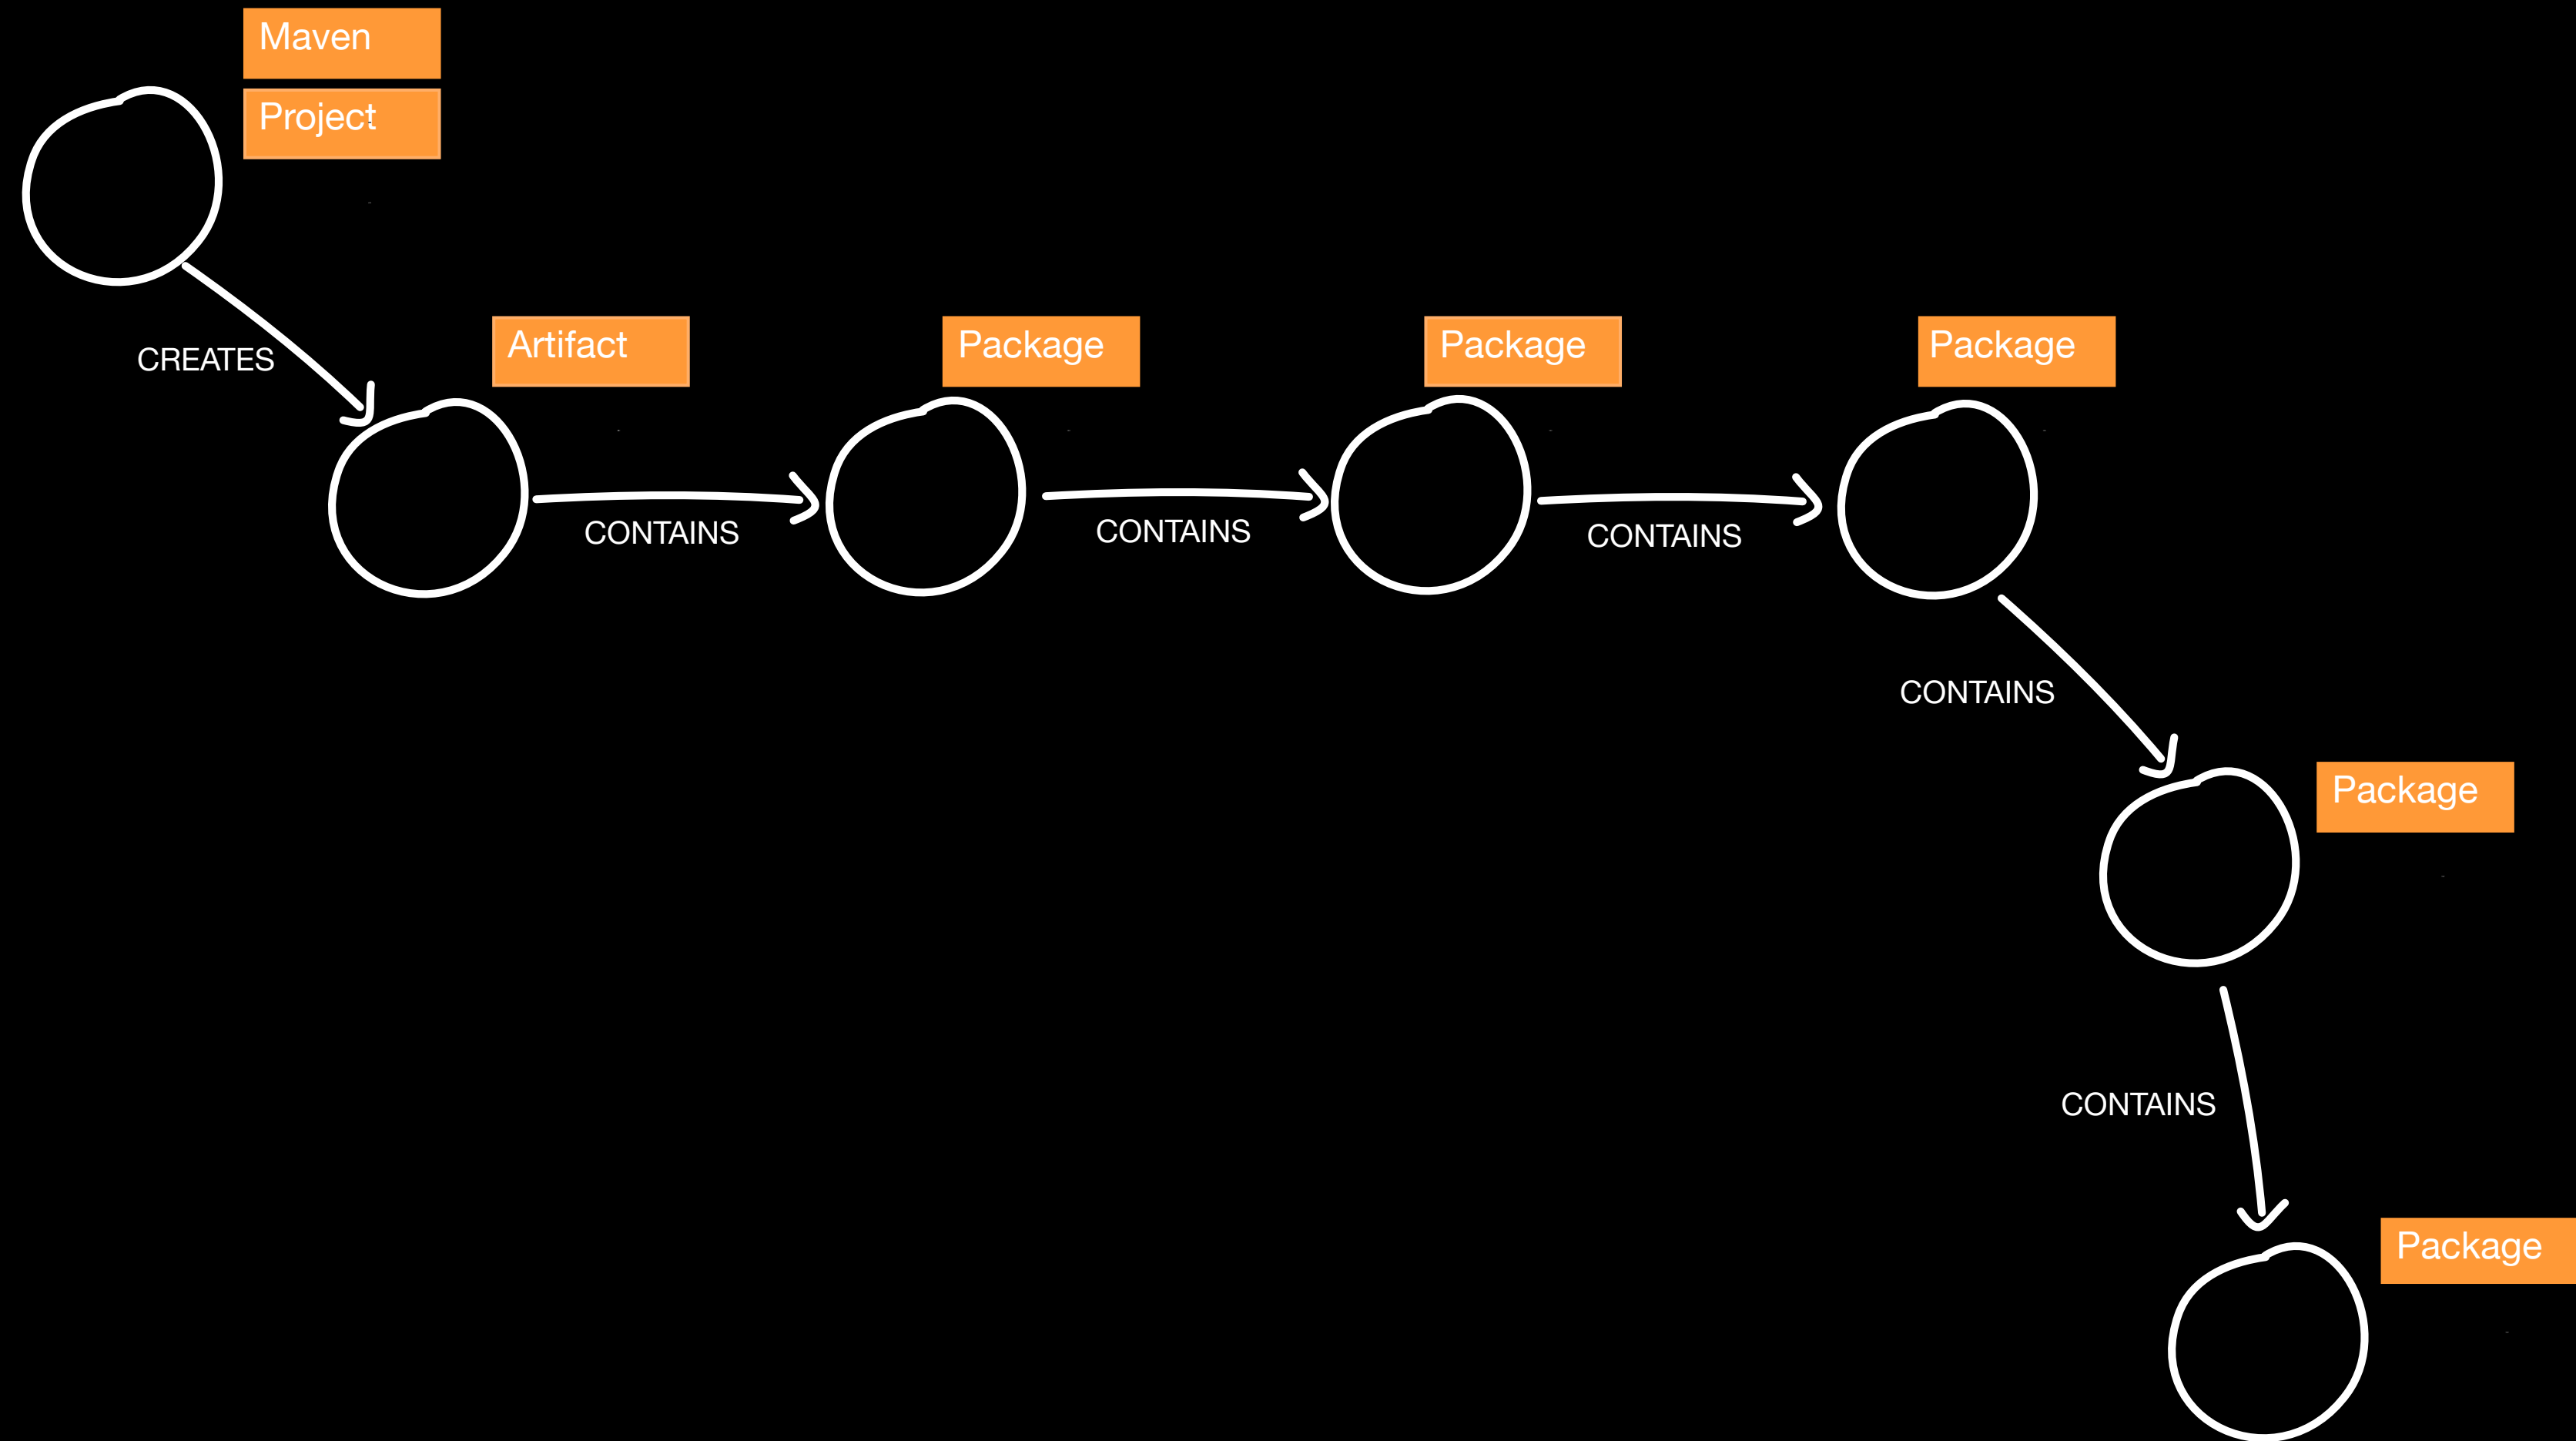 Maven
Project
CREATES
Artifact
Package
Package
Package
CONTAINS
CONTAINS
CONTAINS
CONTAINS
Package
CONTAINS
Package